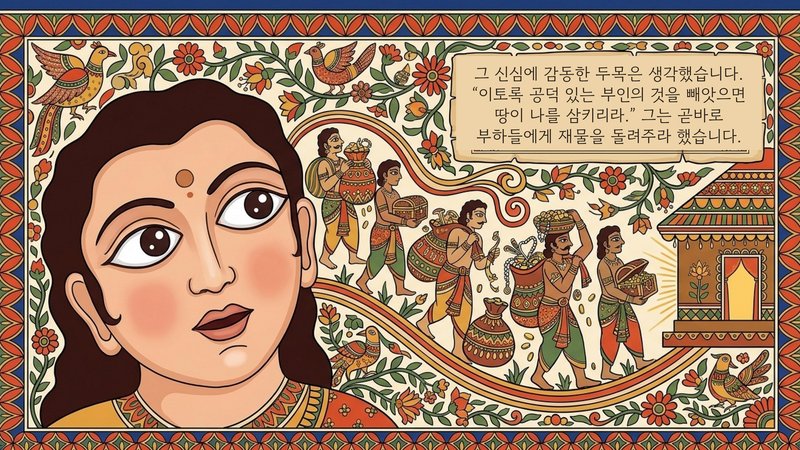 그 신심에 감동한 두목은 생각했습니다.
“이토록 공덕 있는 부인의 것을 빼앗으면
땅이 나를 삼키리라.” 그는 곧바로
부하들에게 재물을 돌려주라 했습니다.